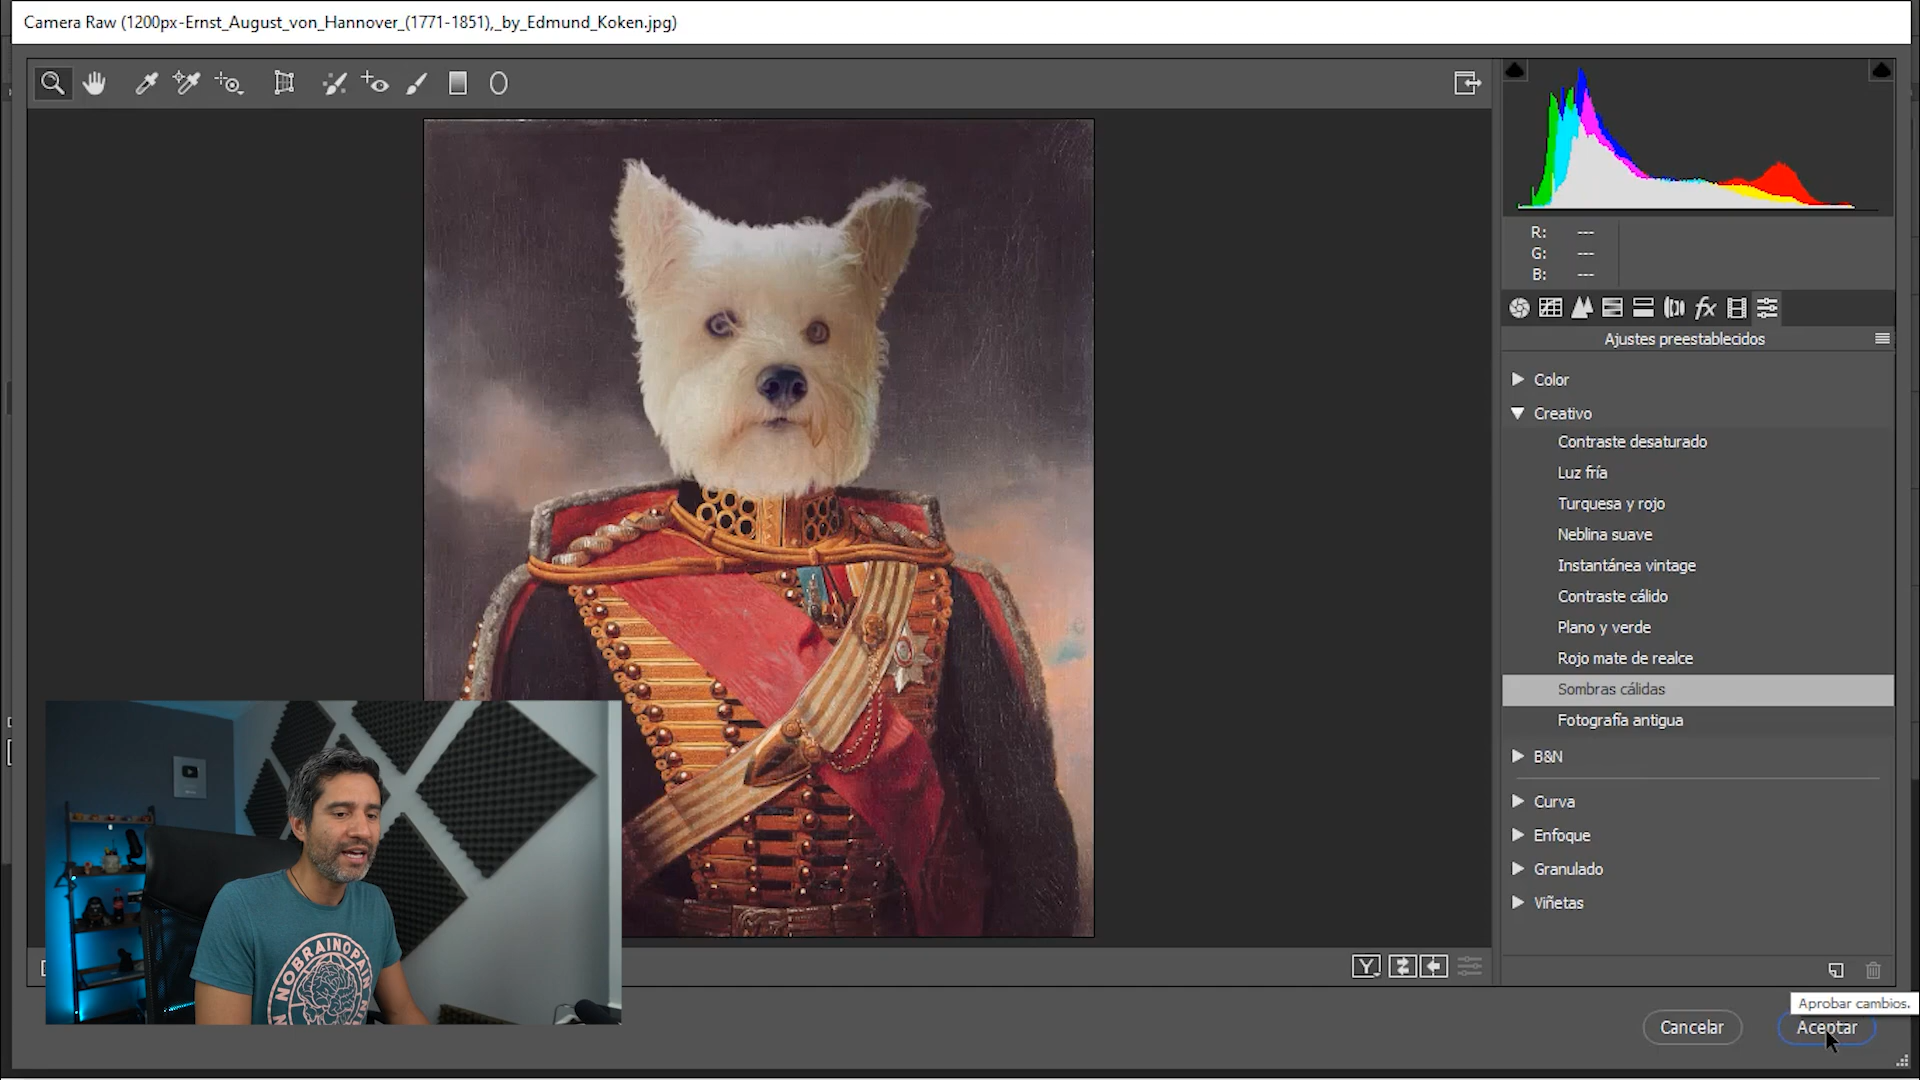 Camera Raw (1200px-Ernst_August_von_Hannover_(1771-1851),_by_Edmund_Koken.jpg)
R: ---
G: ---
B: ---
fx
Ajustes preestablecidos
Color
Creativo
Contraste desaturado
Luz fría
Turquesa y rojo
Neblina suave
Instantánea vintage
Contraste cálido
Plano y verde
Rojo mate de realce
Sombras cálidas
Fotografía antigua
B&N
Curva
Enfoque
Granulado
Viñetas
Y
Aprobar cambios.
Cancelar
Aceptar
NOBRAINOPAIN